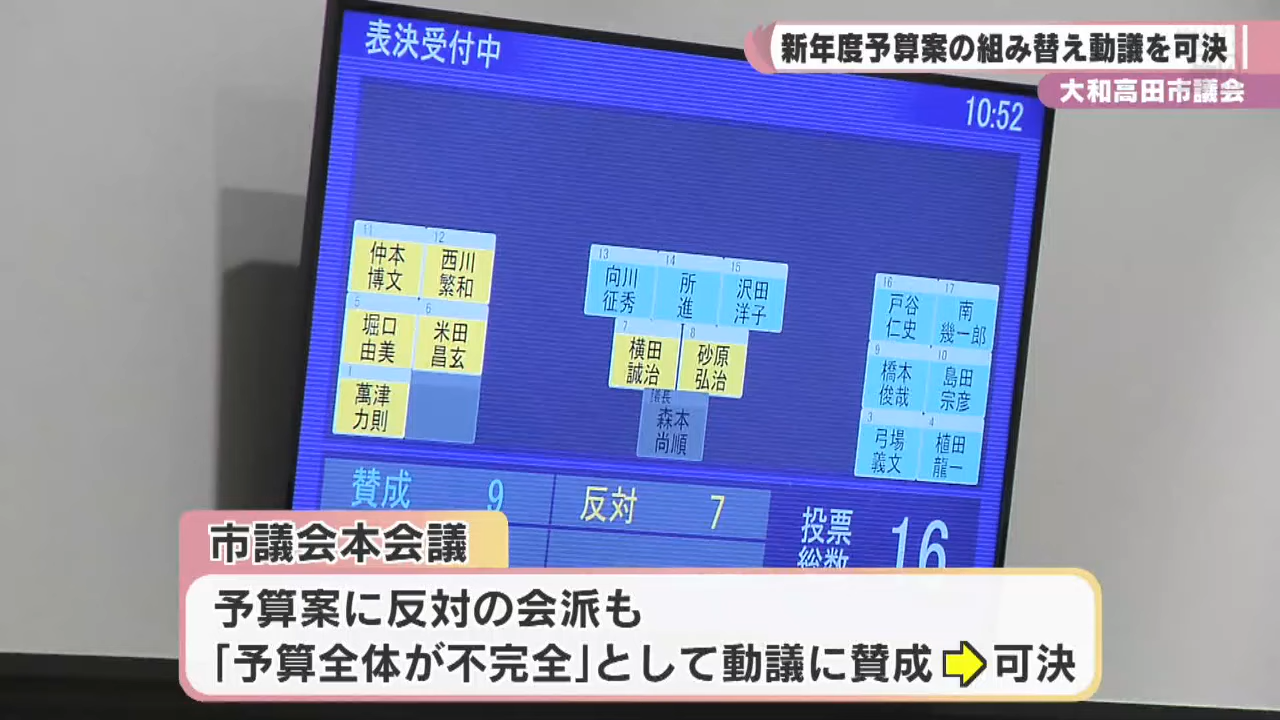 新年度予算案の組み替え動議を可決
大和高田市議会
表決受付中
10:52
11 12
仲本博文 西川繁和
5 6
堀口由美 米田昌玄
1
萬津力則
13 14 15
向川征秀 所進 沢田洋子
7 8
横田誠治 砂原弘治
議長
森本尚順
16 17
戸谷仁史 南幾一郎
9 10
橋本俊哉 島田宗彦
3 4
弓場義文 植田龍一
賛成 9 反対 7
投票総数 16
市議会本会議
予算案に反対の会派も
「予算全体が不完全」として動議に賛成➡可決